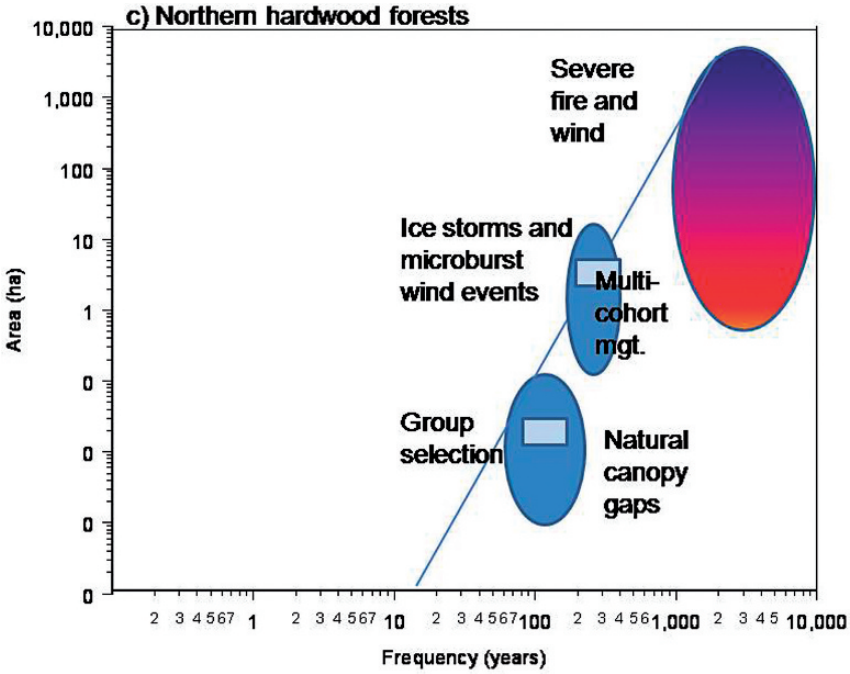 c) Northern hardwood forests
10,000
1,000
100
10
1
0
0
0
0
Area (ha)
Severe
fire and
wind
Ice storms and
microburst
wind events
Multi-
cohort
mgt.
Group
selection
Natural
canopy
gaps
2 3 4 5 6 7 1 2 3 4 5 6 7 10 2 3 4 5 6 7 100 2 3 4 5 6 1,000 2 3 4 5 10,000
Frequency (years)